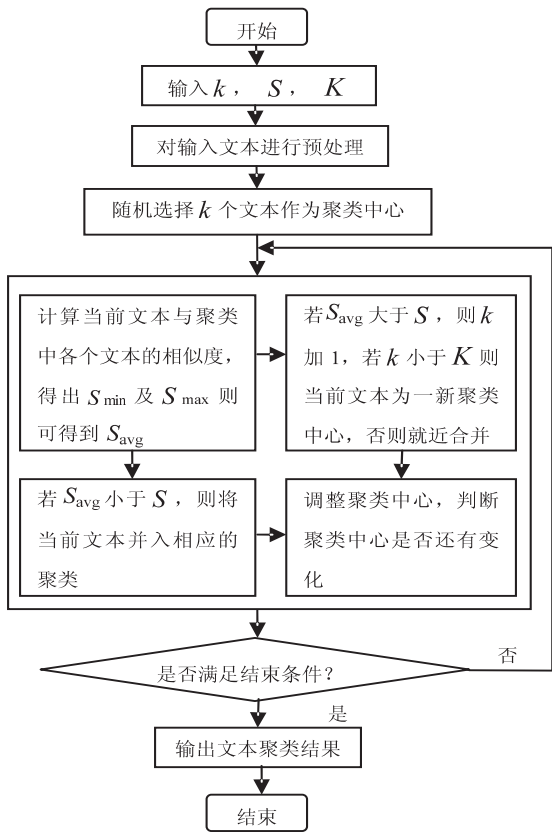 开始
输入 k， S， K
对输入文本进行预处理
随机选择 k 个文本作为聚类中心
计算当前文本与聚类
中各个文本的相似度，
得出 Smin 及 Smax 则
可得到 Savg
若 Savg 大于 S，则 k
加 1，若 k 小于 K 则
当前文本为一新聚类
中心，否则就近合并
若 Savg 小于 S，则将
当前文本并入相应的
聚类
调整聚类中心，判断
聚类中心是否还有变
化
是否满足结束条件？
否
是
输出文本聚类结果
结束